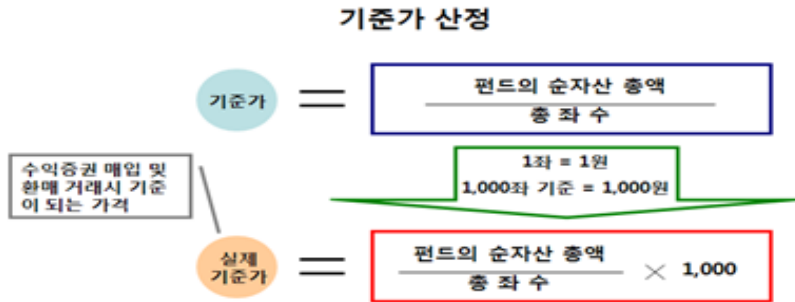 기준가 산정
기준가
=
펀드의 순자산 총액
총 좌 수
수익증권 매입 및
환매 거래시 기준
이 되는 가격
1좌 = 1원
1,000좌 기준 = 1,000원
실제
기준가
=
펀드의 순자산 총액
총 좌 수
× 1,000